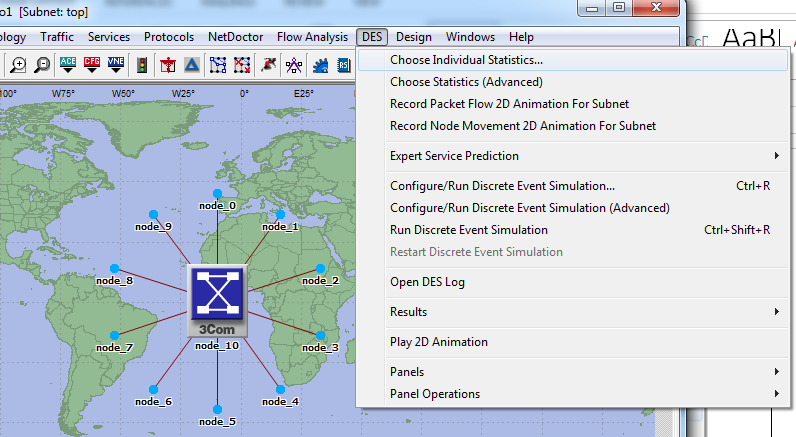 o1 [Subnet: top]
ology Traffic Services Protocols NetDoctor Flow Analysis DES Design Windows Help
ACE CFG VNE RS
100° W75° W50° W25° 0° E25°
AaB
Choose Individual Statistics...
Choose Statistics (Advanced)
Record Packet Flow 2D Animation For Subnet
Record Node Movement 2D Animation For Subnet
Expert Service Prediction
Configure/Run Discrete Event Simulation... Ctrl+R
Configure/Run Discrete Event Simulation (Advanced)
Run Discrete Event Simulation Ctrl+Shift+R
Restart Discrete Event Simulation
Open DES Log
Results
Play 2D Animation
Panels
Panel Operations
node_0
node_9 node_1
node_8 node_2
3Com
node_7 node_10 node_3
node_6 node_4
node_5